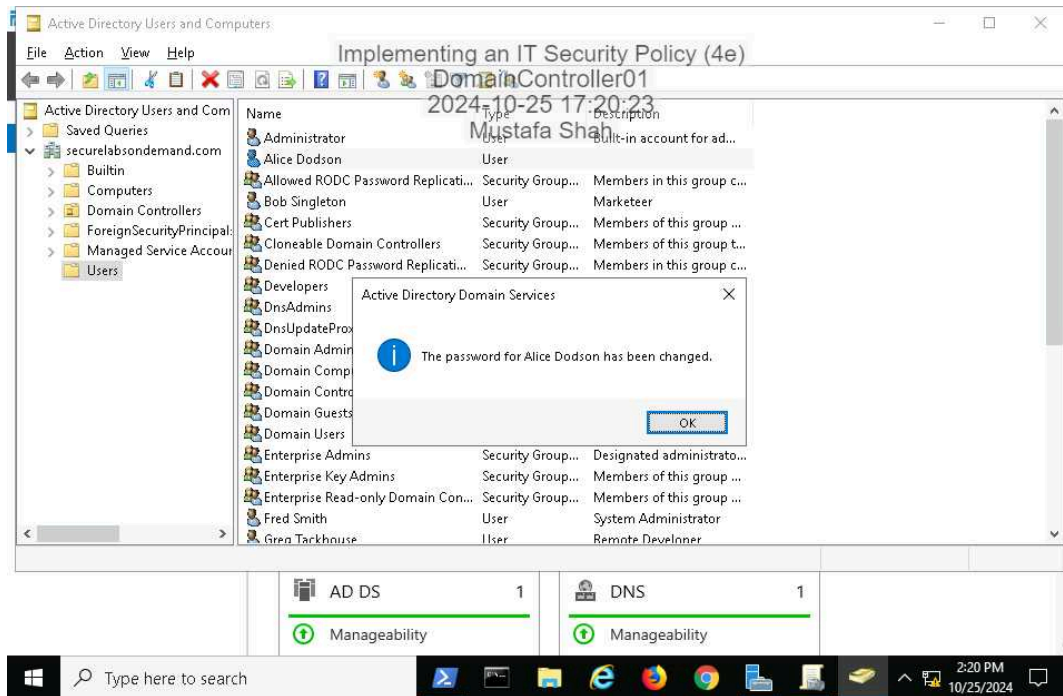 Active Directory Users and Computers
File Action View Help
Implementing an IT Security Policy (4e)
DomainController01
2024-10-25 17:20:23
Mustafa Shah
Active Directory Users and Com
Saved Queries
securelabsondemand.com
Builtin
Computers
Domain Controllers
ForeignSecurityPrincipal:
Managed Service Accour
Users
Name Type Description
Administrator User Built-in account for ad...
Alice Dodson User
Allowed RODC Password Replicati... Security Group... Members in this group c...
Bob Singleton User Marketeer
Cert Publishers Security Group... Members of this group ...
Cloneable Domain Controllers Security Group... Members of this group t...
Denied RODC Password Replicati... Security Group... Members in this group c...
Developers
DnsAdmins
DnsUpdateProx
Domain Admin
Domain Comp
Domain Contro
Domain Guests
Domain Users
Enterprise Admins Security Group... Designated administrato...
Enterprise Key Admins Security Group... Members of this group ...
Enterprise Read-only Domain Con... Security Group... Members of this group ...
Fred Smith User System Administrator
Greg Tackhouse User Remote Developer
Active Directory Domain Services
The password for Alice Dodson has been changed.
OK
AD DS 1
Manageability
DNS 1
Manageability
Type here to search
2:20 PM
10/25/2024